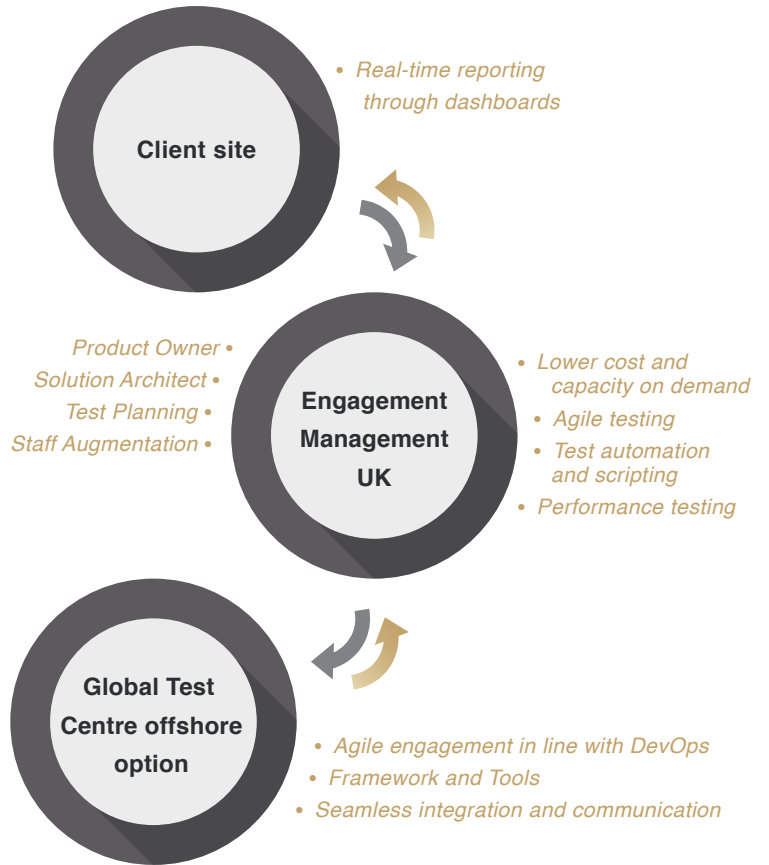 • Real-time reporting
through dashboards
Client site
Product Owner •
Solution Architect •
Test Planning •
Staff Augmentation •
Engagement
Management
UK
• Lower cost and
capacity on demand
• Agile testing
• Test automation
and scripting
• Performance testing
Global Test
Centre offshore
option
• Agile engagement in line with DevOps
• Framework and Tools
• Seamless integration and communication